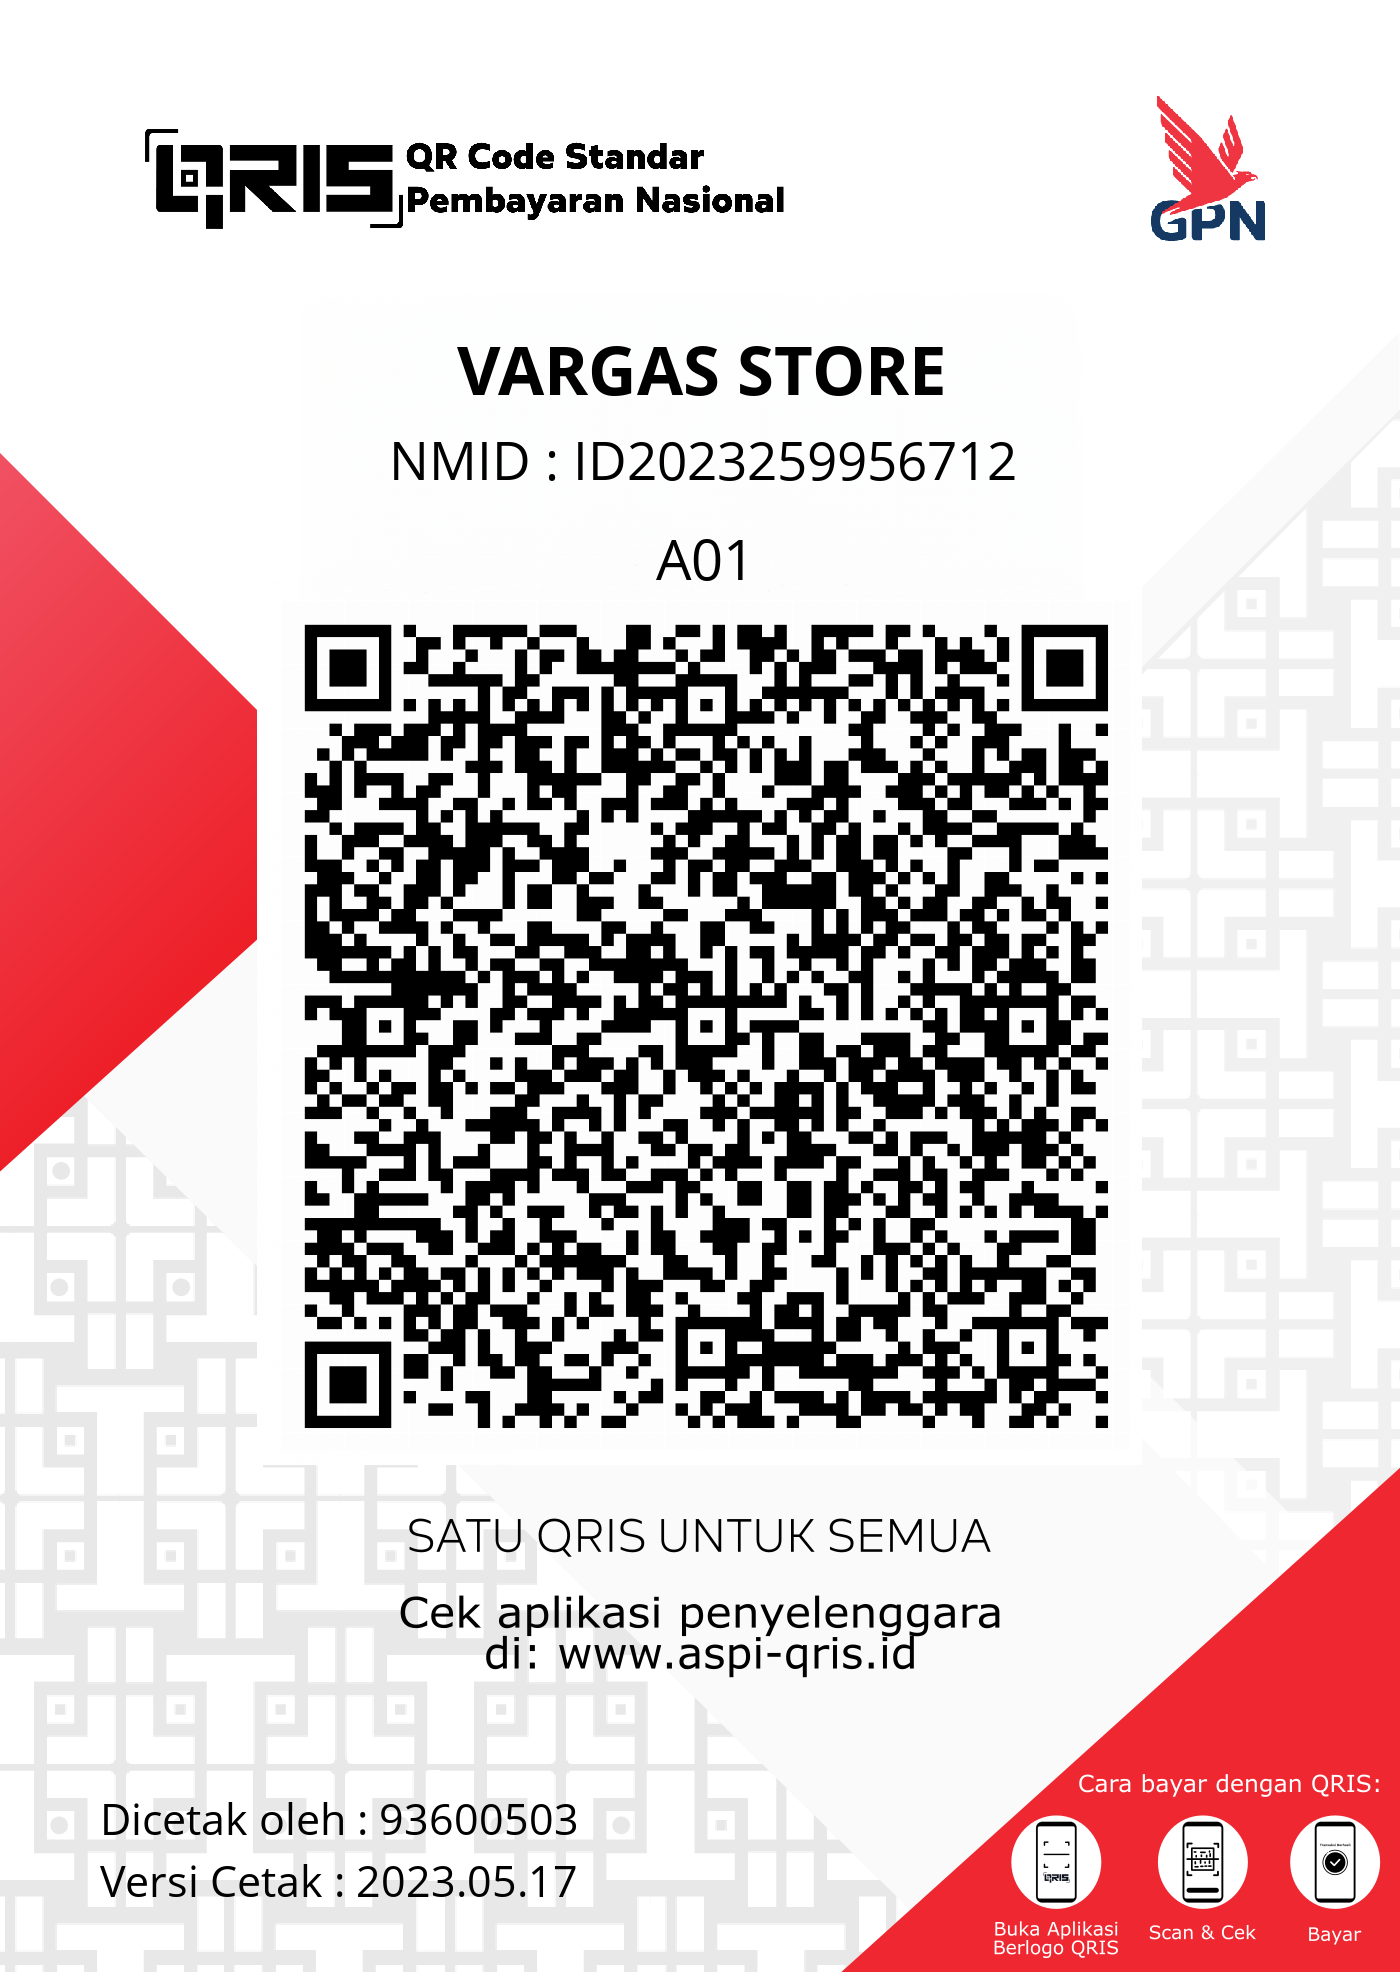 QRIS QR Code Standar
Pembayaran Nasional
GPN
VARGAS STORE
NMID : ID2023259956712
A01
SATU QRIS UNTUK SEMUA
Cek aplikasi penyelenggara
di: www.aspi-qris.id
Dicetak oleh : 93600503
Versi Cetak : 2023.05.17
Cara bayar dengan QRIS:
QRIS
Buka Aplikasi
Berlogo QRIS
Scan & Cek
Bayar